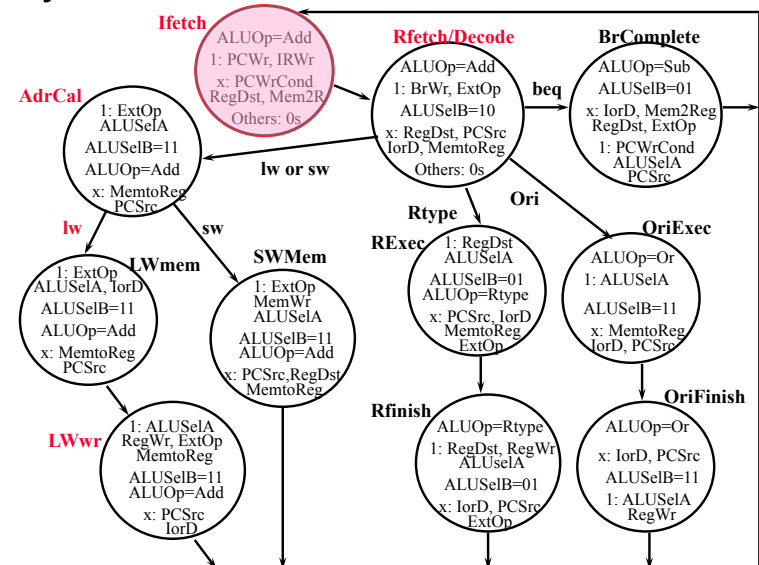 Ifetch
ALUOp=Add
1: PCWr, IRWr
x: PCWrCond
RegDst, Mem2R
Others: 0s
Rfetch/Decode
ALUOp=Add
1: BrWr, ExtOp
ALUSelB=10
x: RegDst, PCSrc
IorD, MemtoReg
Others: 0s
beq
BrComplete
ALUOp=Sub
ALUSelB=01
x: IorD, Mem2Reg
RegDst, ExtOp
1: PCWrCond
ALUSelA
PCSrc
AdrCal
1: ExtOp
ALUSelA
ALUSelB=11
ALUOp=Add
x: MemtoReg
PCSrc
lw or sw
lw
sw
Rtype
Ori
LWmem
1: ExtOp
ALUSelA, IorD
ALUSelB=11
ALUOp=Add
x: MemtoReg
PCSrc
SWMem
1: ExtOp
MemWr
ALUSelA
ALUSelB=11
ALUOp=Add
x: PCSrc,RegDst
MemtoReg
RExec
1: RegDst
ALUSelA
ALUSelB=01
ALUOp=Rtype
x: PCSrc, IorD
MemtoReg
ExtOp
OriExec
ALUOp=Or
1: ALUSelA
ALUSelB=11
x: MemtoReg
IorD, PCSrc
LWwr
1: ALUSelA
RegWr, ExtOp
MemtoReg
ALUSelB=11
ALUOp=Add
x: PCSrc
IorD
Rfinish
ALUOp=Rtype
1: RegDst, RegWr
ALUselA
ALUSelB=01
x: IorD, PCSrc
ExtOp
OriFinish
ALUOp=Or
x: IorD, PCSrc
ALUSelB=11
1: ALUSelA
RegWr